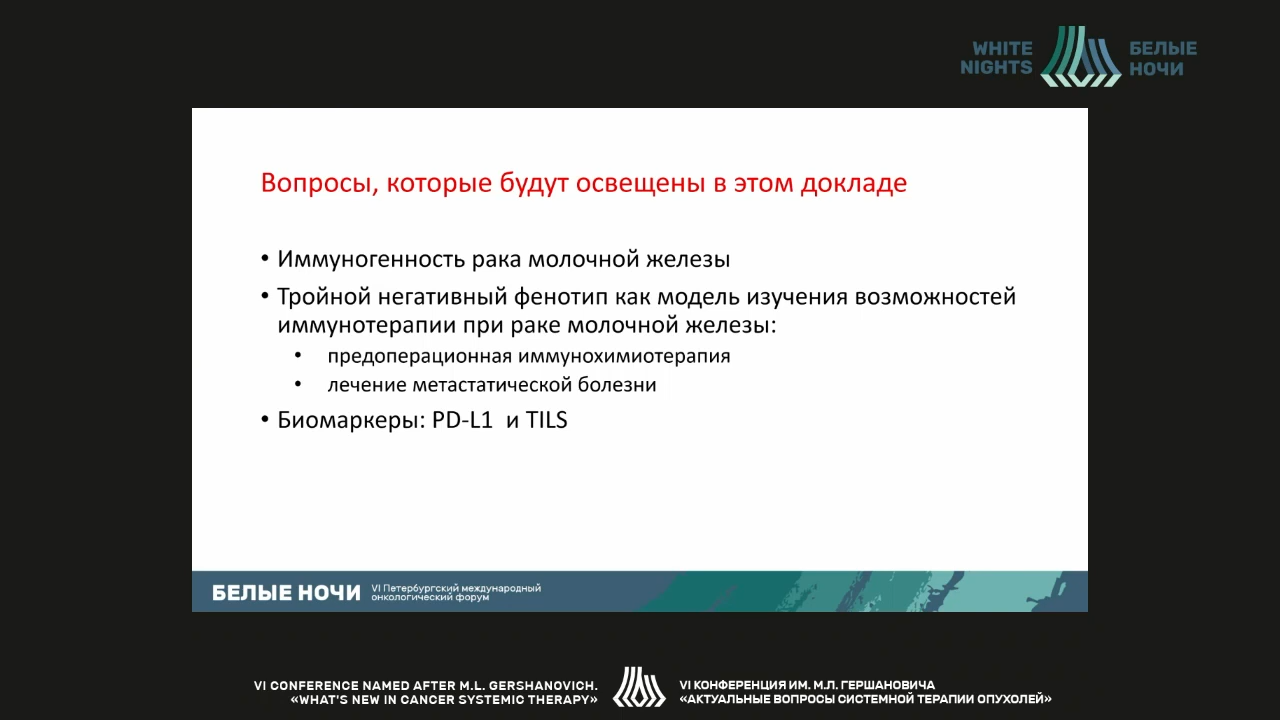 WHITE
NIGHTS
БЕЛЫЕ
НОЧИ
Вопросы, которые будут освещены в этом докладе
• Иммуногенность рака молочной железы
• Тройной негативный фенотип как модель изучения возможностей
иммунотерапии при раке молочной железы:
• предоперационная иммунохимиотерапия
• лечение метастатической болезни
• Биомаркеры: PD-L1 и TILS
БЕЛЫЕ НОЧИ
VI Петербургский международный
онкологический форум
VI CONFERENCE NAMED AFTER M.L. GERSHANOVICH.
«WHAT'S NEW IN CANCER SYSTEMIC THERAPY»
VI КОНФЕРЕНЦИЯ ИМ. М.Л. ГЕРШАНОВИЧА
«АКТУАЛЬНЫЕ ВОПРОСЫ СИСТЕМНОЙ ТЕРАПИИ ОПУХОЛЕЙ»